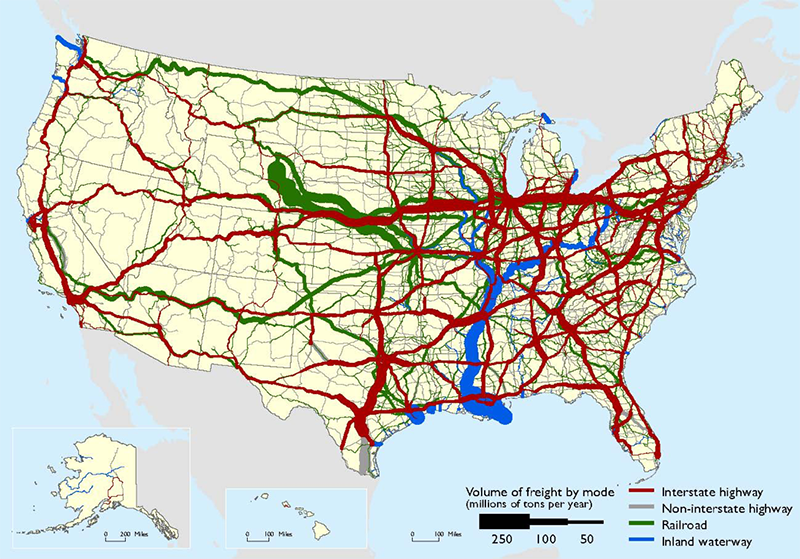 0 200 Miles
0 100 Miles
0 100 Miles
Volume of freight by mode
(millions of tons per year)
250 100 50
Interstate highway
Non-interstate highway
Railroad
Inland waterway